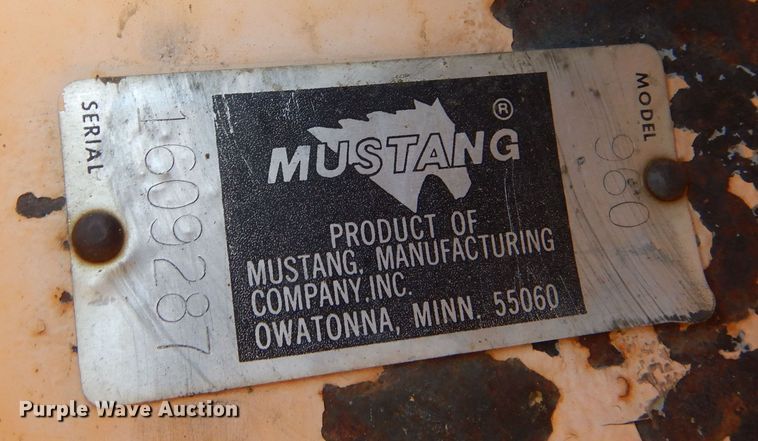 SERIAL
1609287
MUSTANG ®
PRODUCT OF
MUSTANG. MANUFACTURING
COMPANY.INC.
OWATONNA, MINN. 55060
MODEL
960
Purple Wave Auction